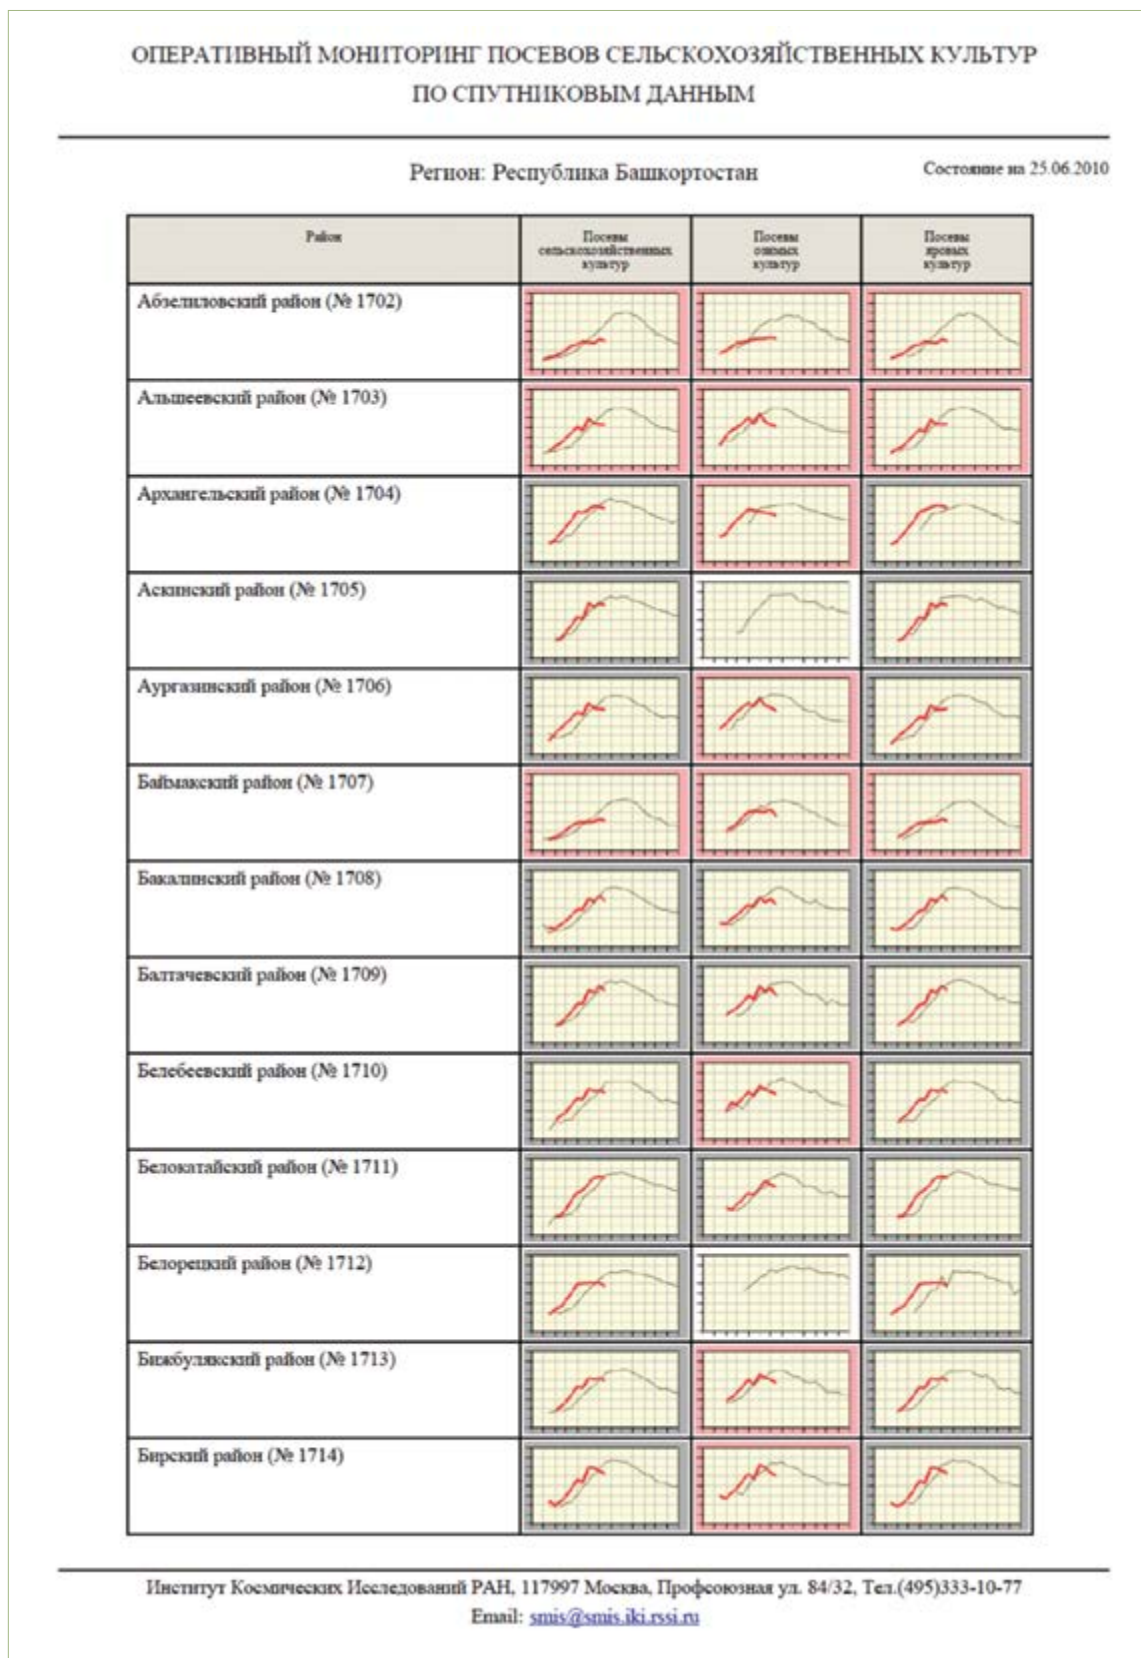 ОПЕРАТИВНЫЙ МОНИТОРИНГ ПОСЕВОВ СЕЛЬСКОХОЗЯЙСТВЕННЫХ КУЛЬТУР
ПО СПУТНИКОВЫМ ДАННЫМ
Регион: Республика Башкортостан
Состояние на 25.06.2010
Район
Посевы
сельскохозяйственных
культур
Посевы
озимых
культур
Посевы
яровых
культур
Абзелиловский район (№ 1702)
Альшеевский район (№ 1703)
Архангельский район (№ 1704)
Аскинский район (№ 1705)
Аургазинский район (№ 1706)
Баймакский район (№ 1707)
Бакалинский район (№ 1708)
Балтачевский район (№ 1709)
Белебеевский район (№ 1710)
Белокатайский район (№ 1711)
Белорецкий район (№ 1712)
Бижбулякский район (№ 1713)
Бирский район (№ 1714)
Институт Космических Исследований РАН, 117997 Москва, Профсоюзная ул. 84/32, Тел.(495)333-10-77
Email: smis@smis.iki.rssi.ru